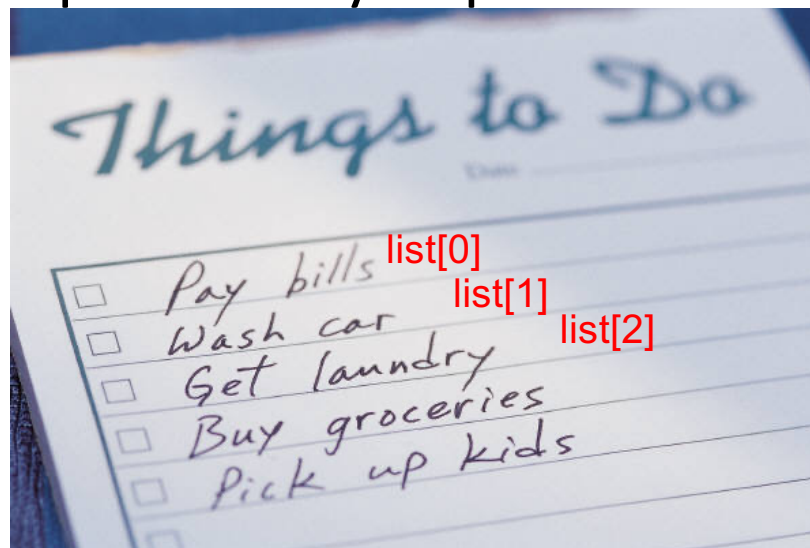 Things to Do
Date
Pay bills list[0]
Wash car list[1]
Get laundry list[2]
Buy groceries
Pick up kids